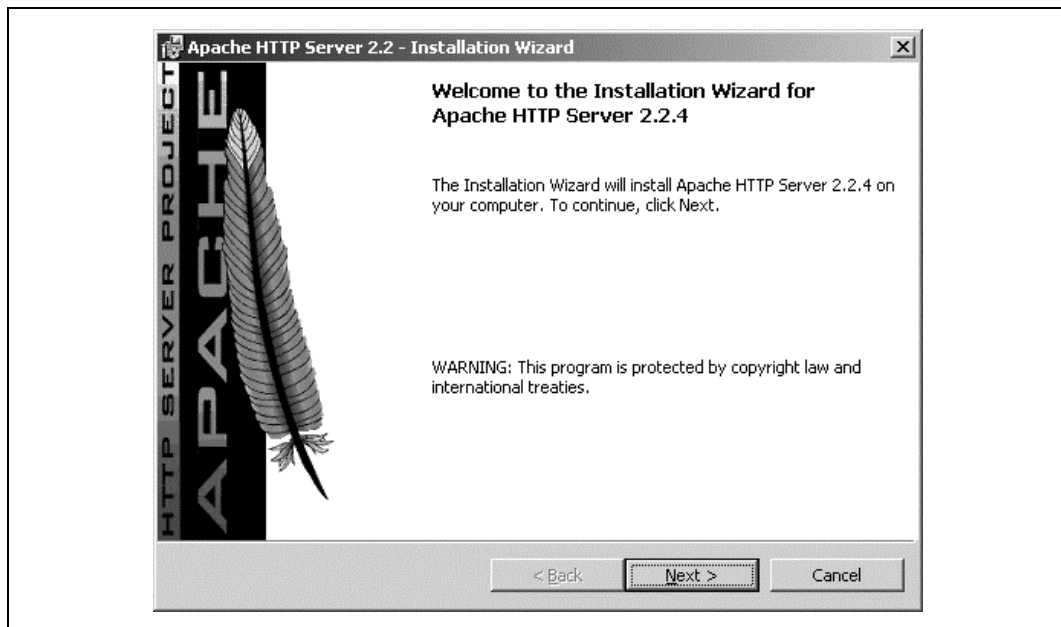 Apache HTTP Server 2.2 - Installation Wizard
HTTP SERVER PROJECT
APACHE
Welcome to the Installation Wizard for
Apache HTTP Server 2.2.4
The Installation Wizard will install Apache HTTP Server 2.2.4 on
your computer. To continue, click Next.
WARNING: This program is protected by copyright law and
international treaties.
< Back
Next >
Cancel